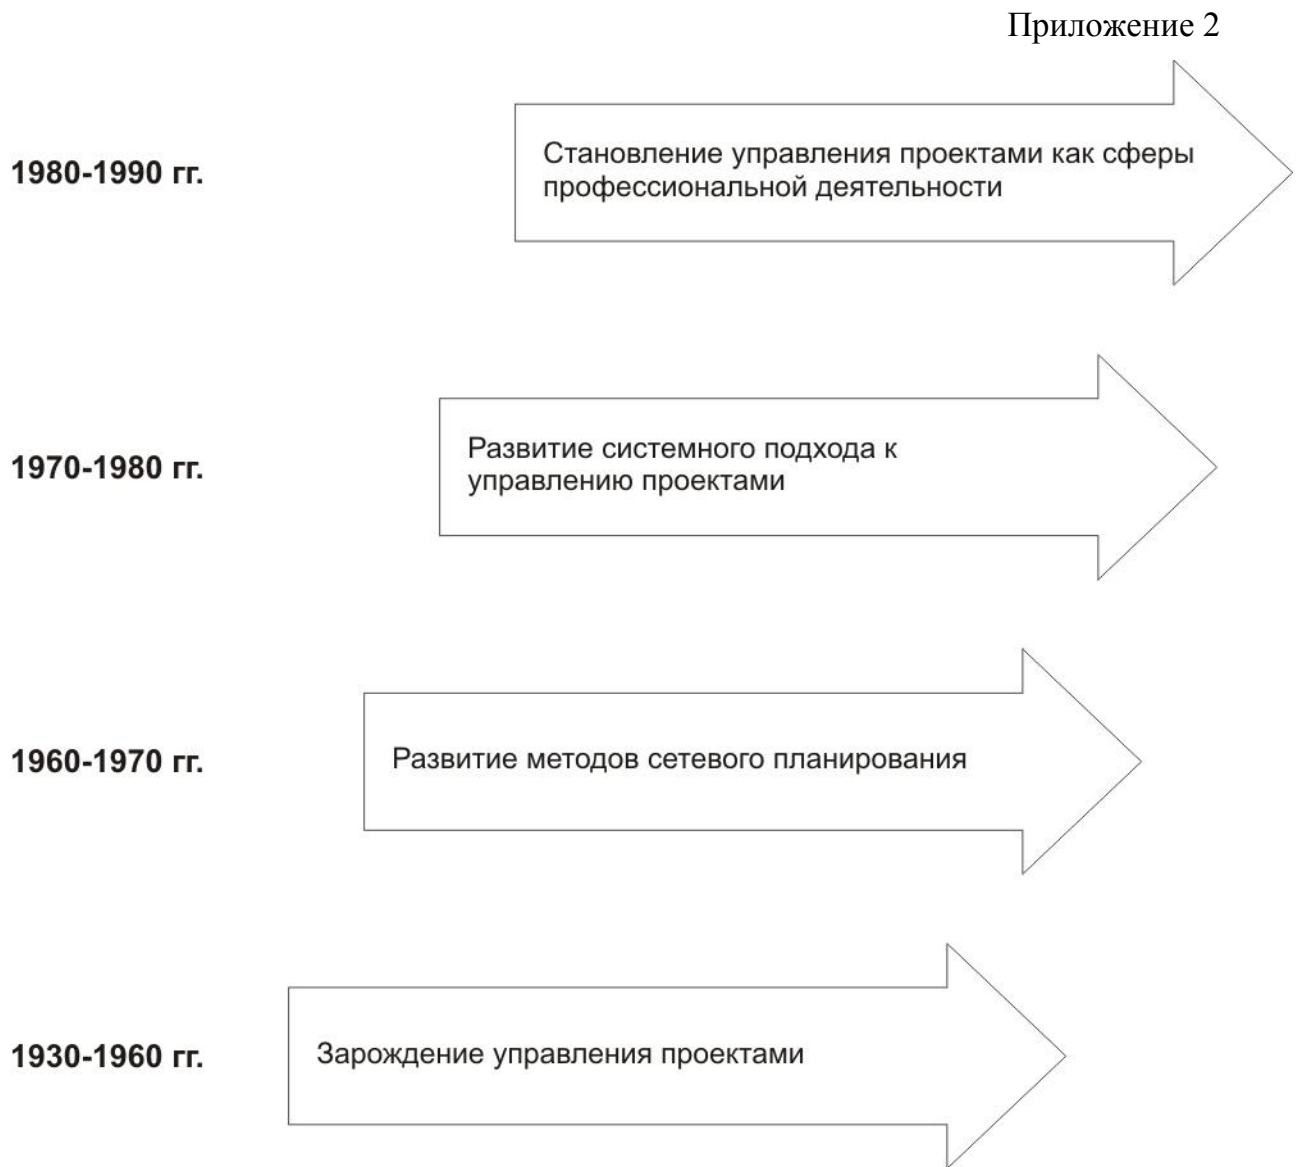 Приложение 2
1980-1990 гг.
Становление управления проектами как сферы
профессиональной деятельности
1970-1980 гг.
Развитие системного подхода к
управлению проектами
1960-1970 гг.
Развитие методов сетевого планирования
1930-1960 гг.
Зарождение управления проектами